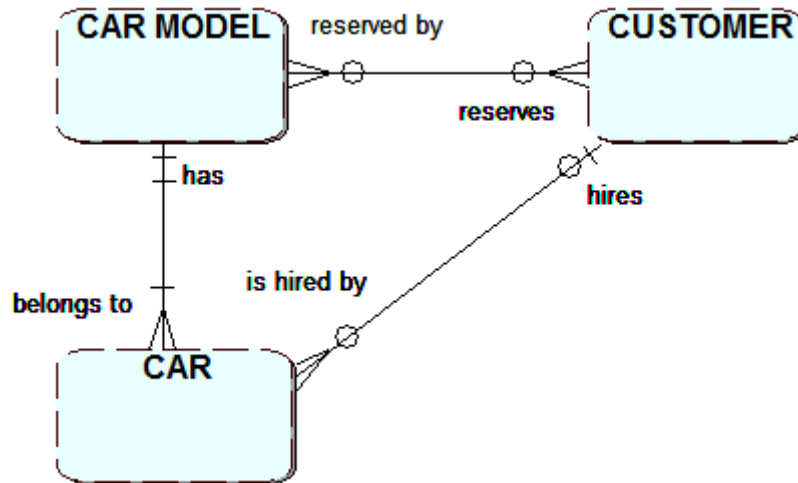 CAR MODEL
reserved by
CUSTOMER
reserves
has
hires
is hired by
belongs to
CAR